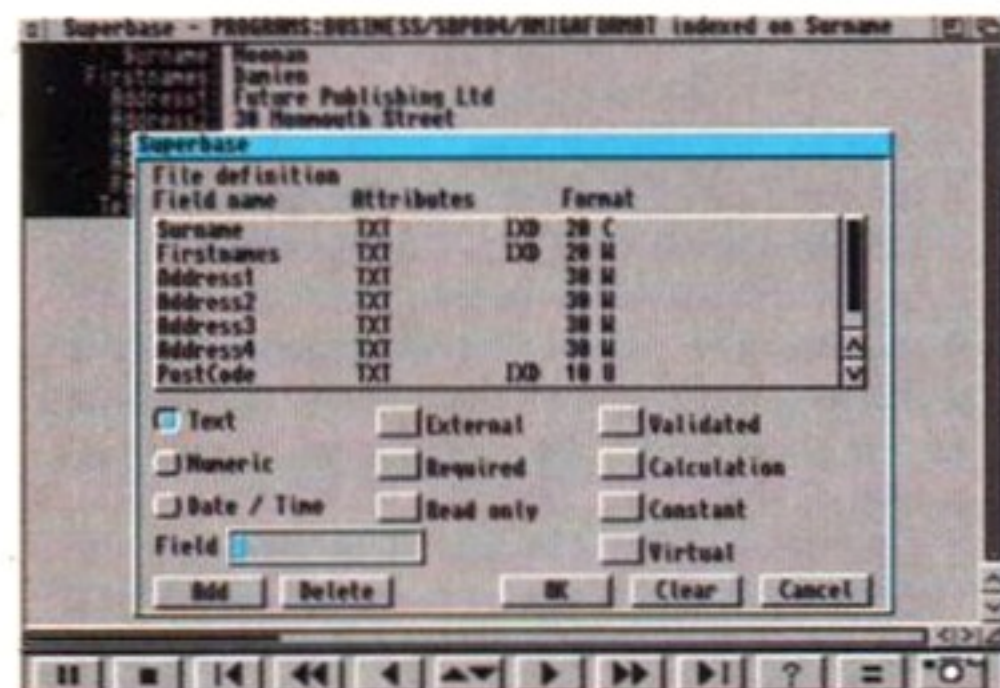 Superbase - PROGRAMS:BUSINESS/SBPRO4/AMIGAFORMAT indexed on Surname
Surname Noonan
Firstnames Damien
Address1 Future Publishing Ltd
Address2 30 Monmouth Street
Superbase
File definition
Field name Attributes Format
Surname TXT IXD 20 C
Firstnames TXT IXD 20 W
Address1 TXT 30 W
Address2 TXT 30 W
Address3 TXT 30 W
Address4 TXT 30 W
PostCode TXT IXD 10 U
Text External Validated
Numeric Required Calculation
Date / Time Read only Constant
Field Virtual
Add Delete OK Clear Cancel
? =